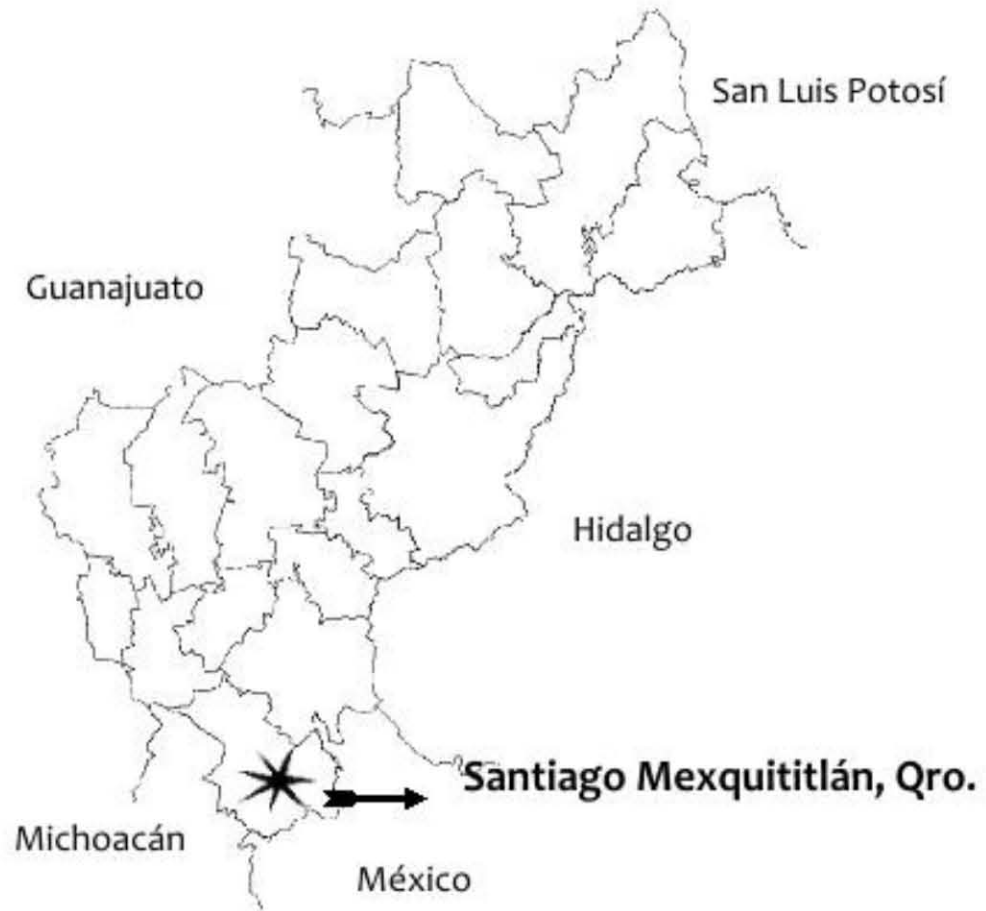 San Luis Potosí
Guanajuato
Hidalgo
Santiago Mexquititlán, Qro.
Michoacán
México